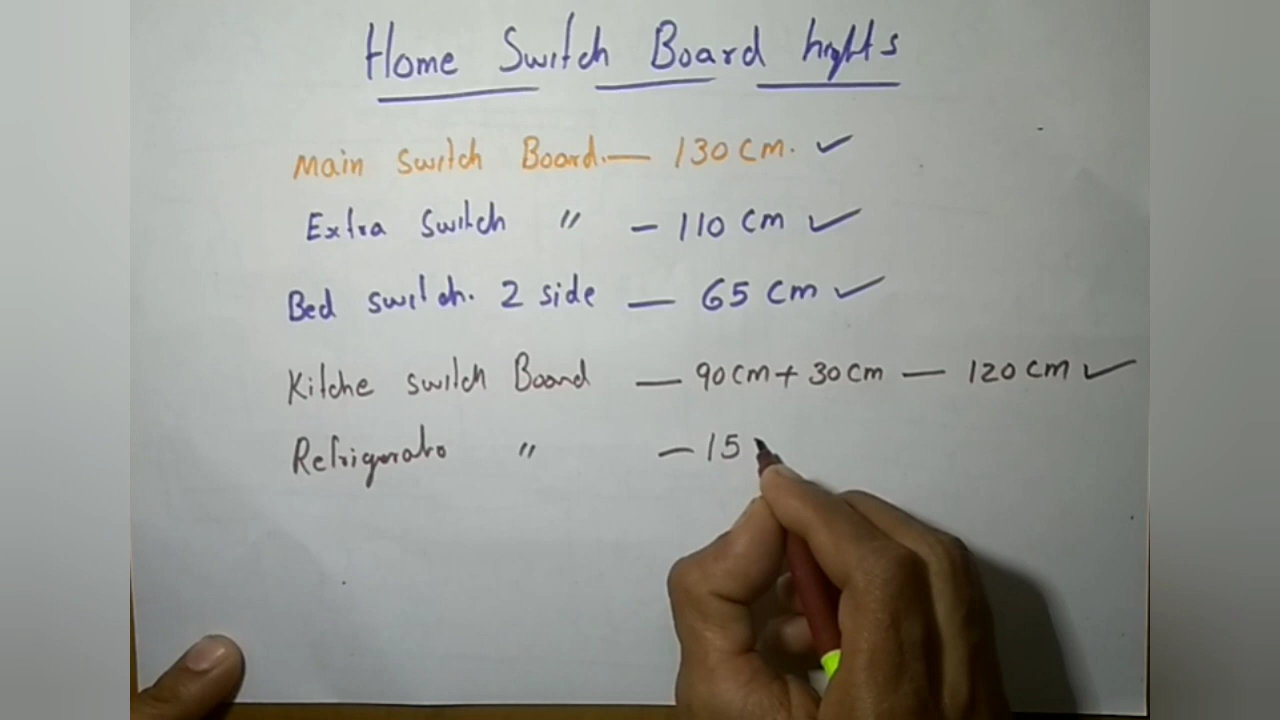 Home Switch Board hights
Main Switch Board. — 130 cm. ✓
Extra Switch " — 110 cm ✓
Bed switch. 2 side — 65 cm ✓
Kitche switch Board — 90 cm + 30 cm — 120 cm ✓
Refrigerato " — 15